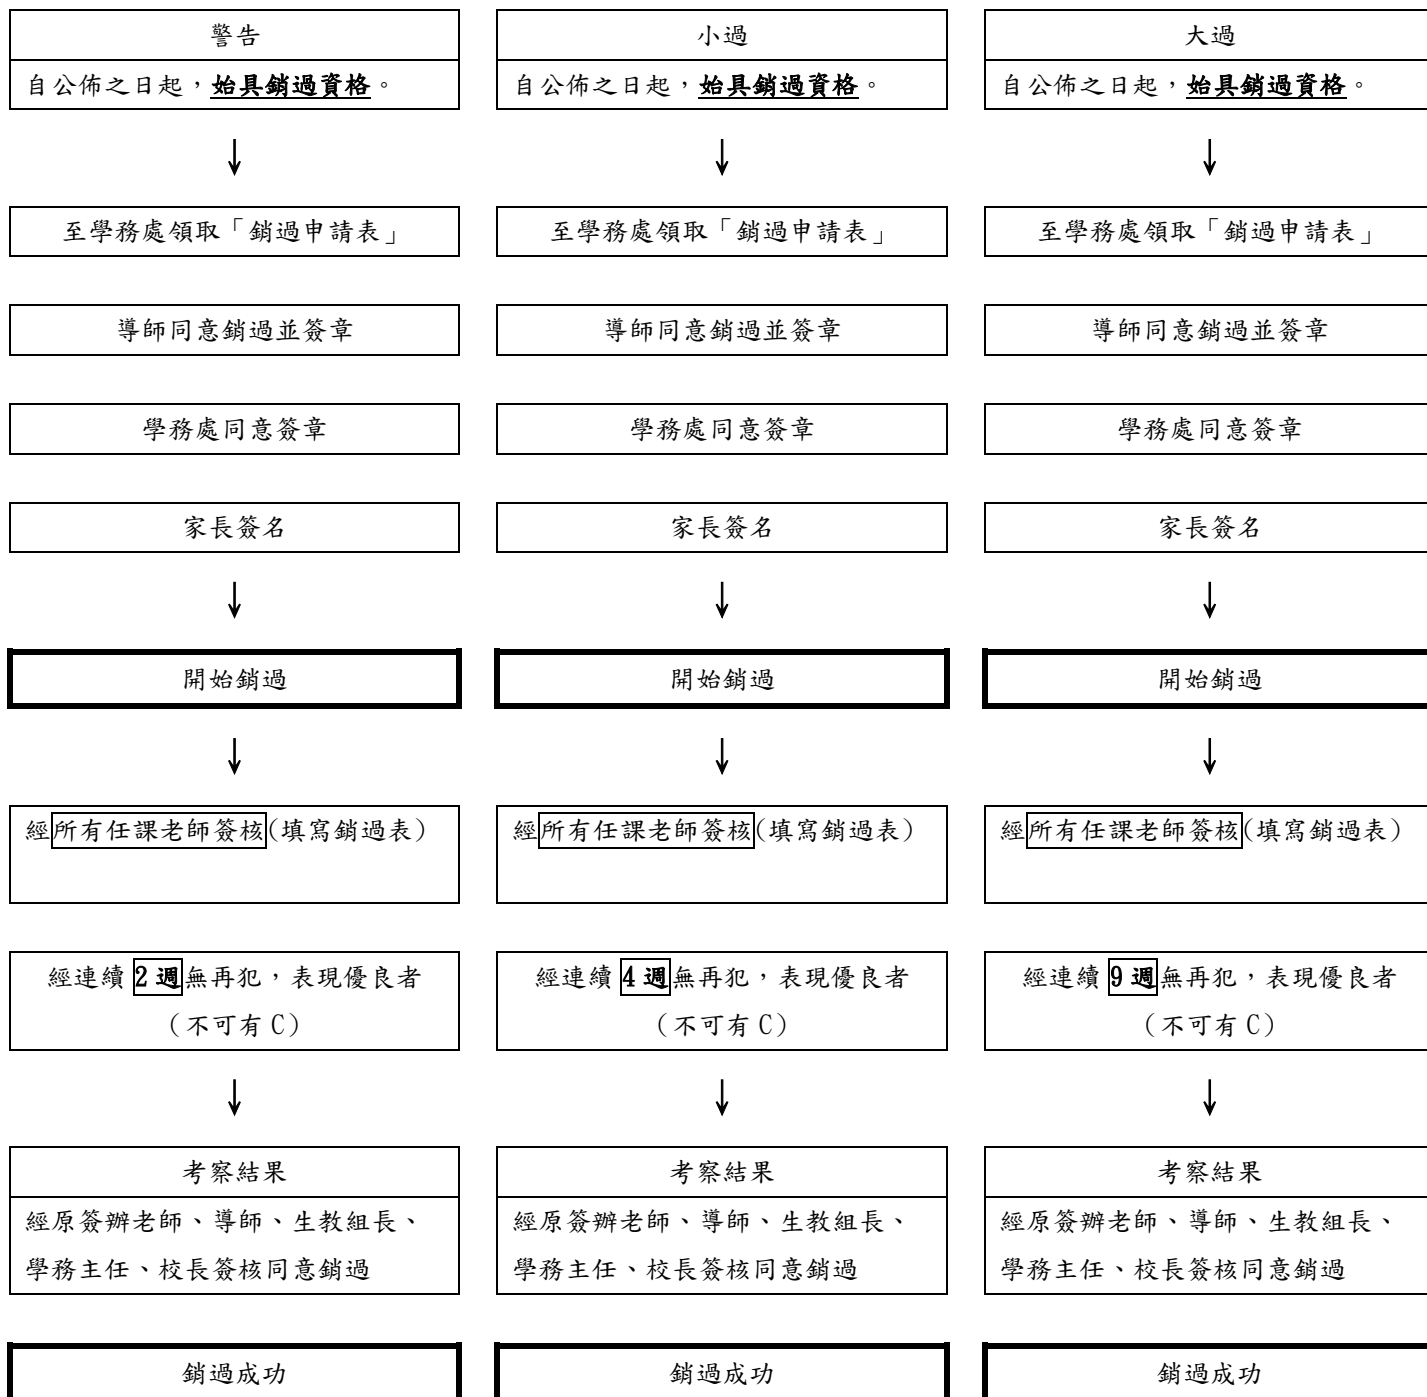 警告
自公佈之日起，始具銷過資格。
↓
至學務處領取「銷過申請表」
導師同意銷過並簽章
學務處同意簽章
家長簽名
↓
開始銷過
↓
經所有任課老師簽核(填寫銷過表)
經連續 2 週無再犯，表現優良者
（不可有 C）
↓
考察結果
經原簽辦老師、導師、生教組長、
學務主任、校長簽核同意銷過
銷過成功
小過
自公佈之日起，始具銷過資格。
↓
至學務處領取「銷過申請表」
導師同意銷過並簽章
學務處同意簽章
家長簽名
↓
開始銷過
↓
經所有任課老師簽核(填寫銷過表)
經連續 4 週無再犯，表現優良者
（不可有 C）
↓
考察結果
經原簽辦老師、導師、生教組長、
學務主任、校長簽核同意銷過
銷過成功
大過
自公佈之日起，始具銷過資格。
↓
至學務處領取「銷過申請表」
導師同意銷過並簽章
學務處同意簽章
家長簽名
↓
開始銷過
↓
經所有任課老師簽核(填寫銷過表)
經連續 9 週無再犯，表現優良者
（不可有 C）
↓
考察結果
經原簽辦老師、導師、生教組長、
學務主任、校長簽核同意銷過
銷過成功